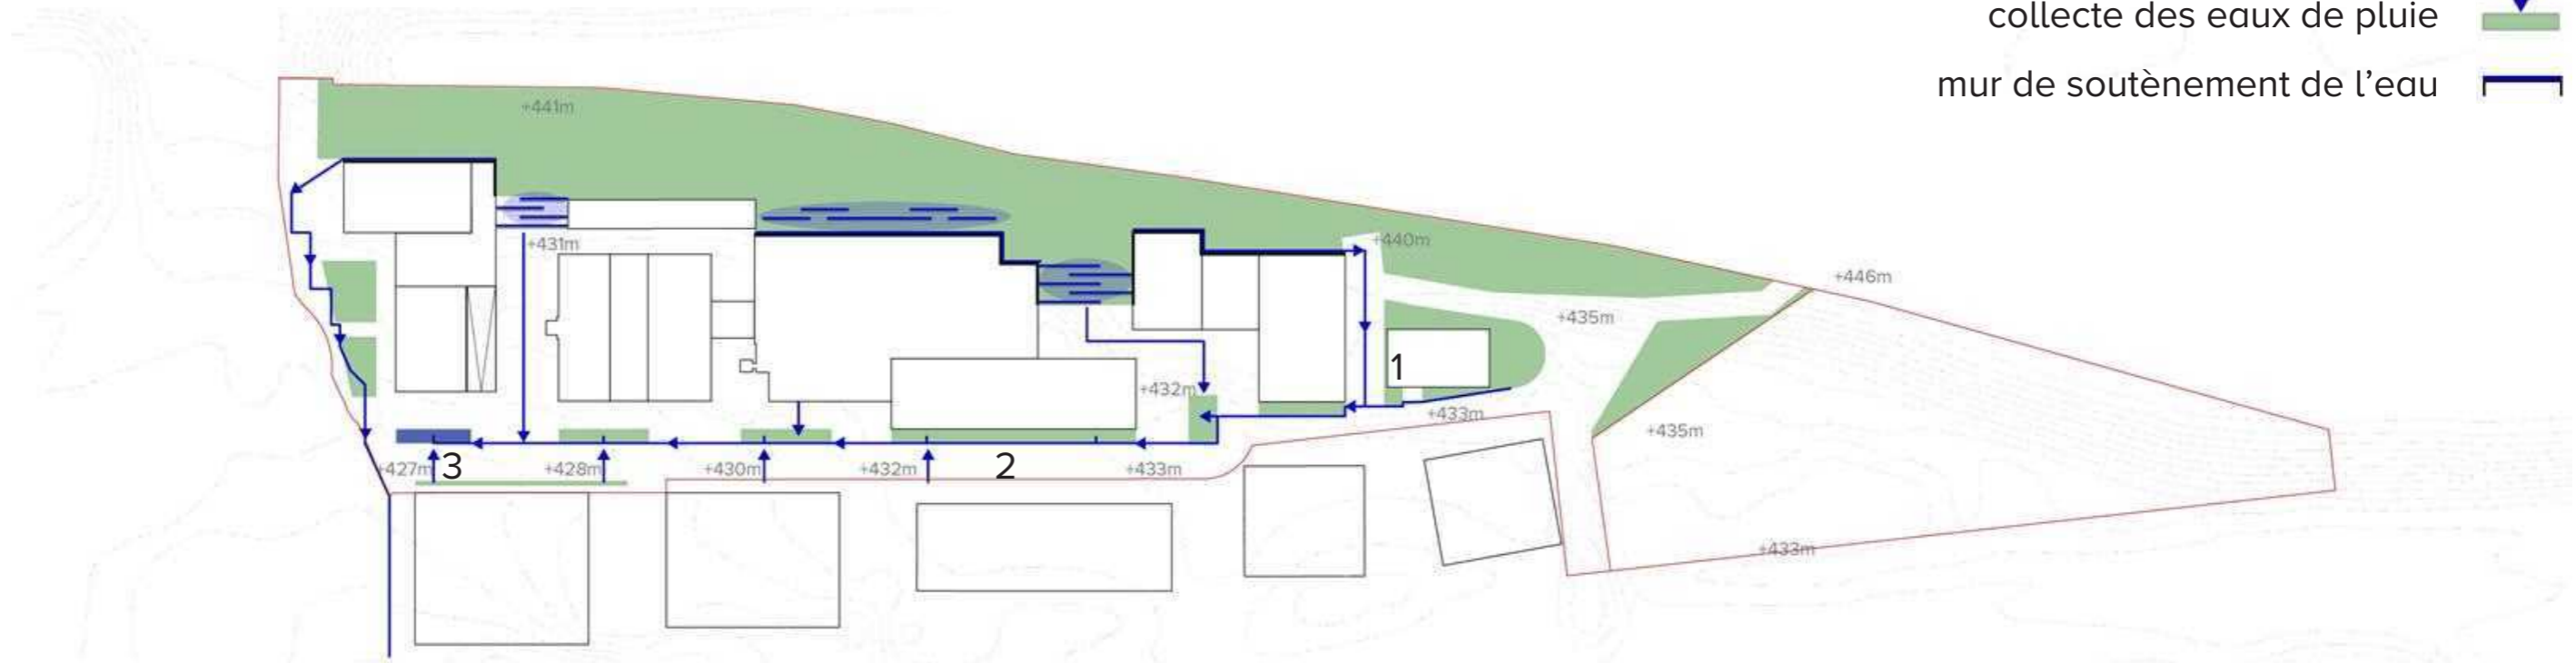 collecte des eaux de pluie
mur de soutènement de l'eau
+441m
+431m
+440m
+446m
+435m
1
+432m
+433m
+435m
+427m
3
+428m
+430m
+432m
2
+433m
+433m